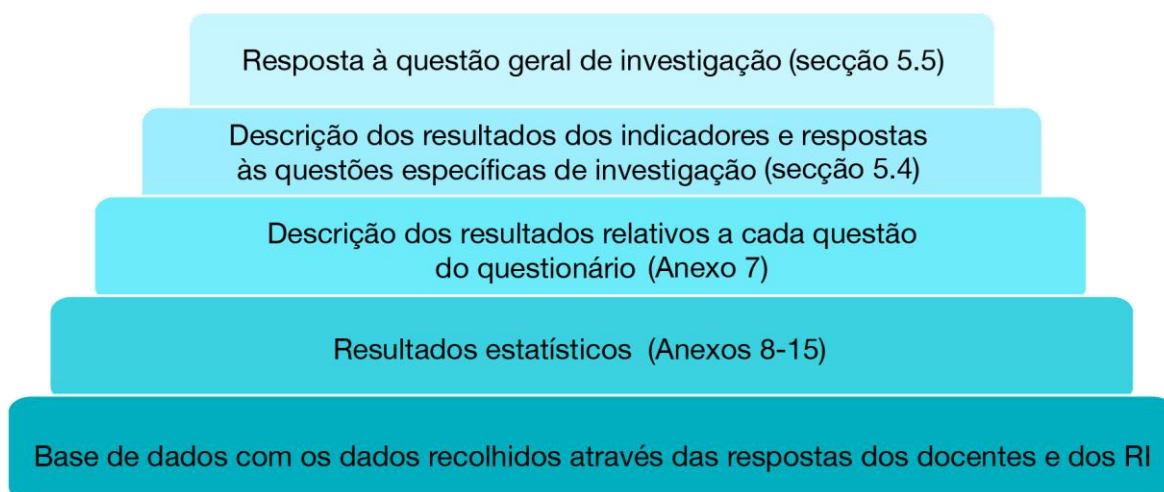 Resposta à questão geral de investigação (secção 5.5)
Descrição dos resultados dos indicadores e respostas
às questões específicas de investigação (secção 5.4)
Descrição dos resultados relativos a cada questão
do questionário (Anexo 7)
Resultados estatísticos (Anexos 8-15)
Base de dados com os dados recolhidos através das respostas dos docentes e dos RI